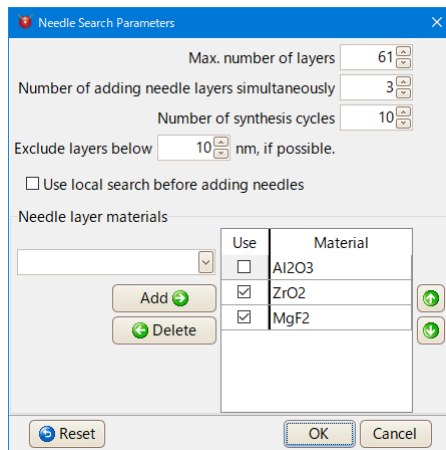 Needle Search Parameters
Max. number of layers 61
Number of adding needle layers simultaneously 3
Number of synthesis cycles 10
Exclude layers below 10 nm, if possible.
Use local search before adding needles
Needle layer materials
Use Material
Al2O3
Add ZrO2
Delete MgF2
Reset OK Cancel